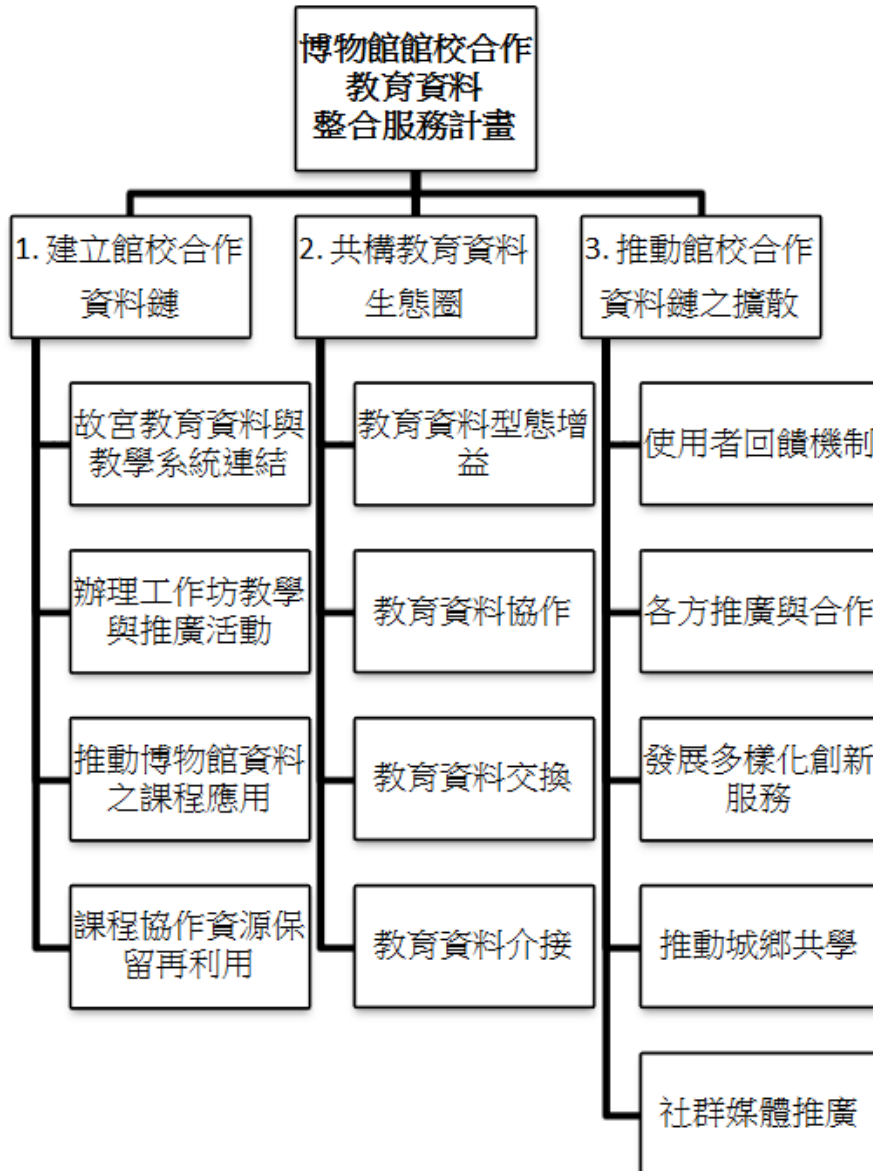 博物館館校合作
教育資料
整合服務計畫
1. 建立館校合作
資料鏈
故宮教育資料與
教學系統連結
辦理工作坊教學
與推廣活動
推動博物館資料
之課程應用
課程協作資源保
留再利用
2. 共構教育資料
生態圈
教育資料型態增
益
教育資料協作
教育資料交換
教育資料介接
3. 推動館校合作
資料鏈之擴散
使用者回饋機制
各方推廣與合作
發展多樣化創新
服務
推動城鄉共學
社群媒體推廣